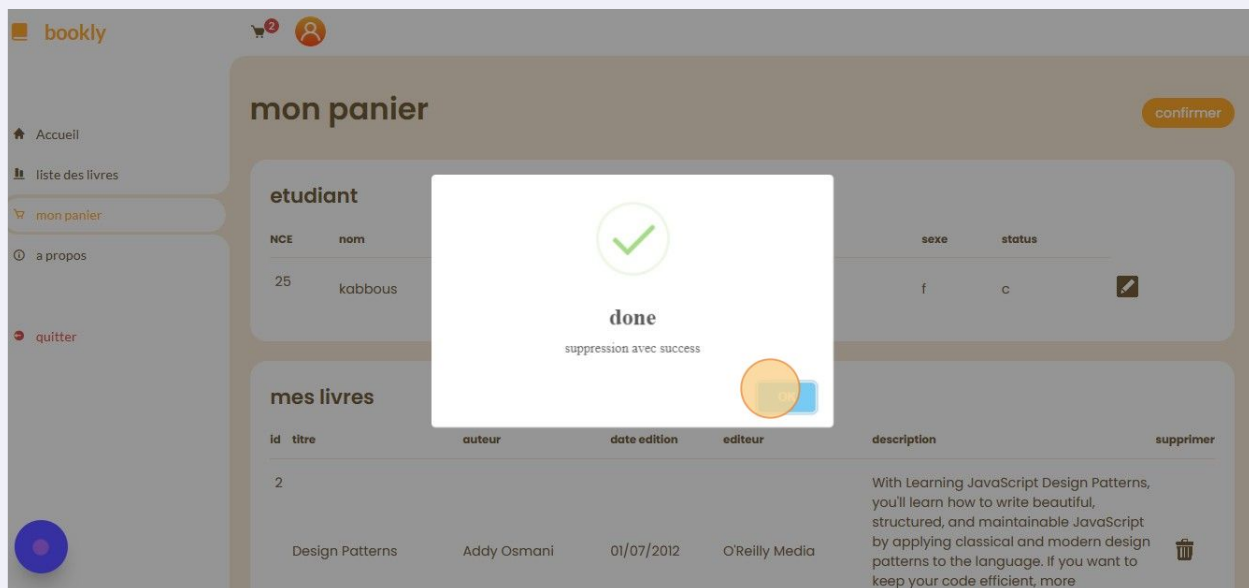 bookly
2
mon panier
confirmer
Accueil
liste des livres
mon panier
a propos
quitter
etudiant
NCE nom sexe status
25 kabbous f c
done
suppression avec success
OK
mes livres
id titre auteur date edition editeur description supprimer
2
With Learning JavaScript Design Patterns,
you'll learn how to write beautiful,
structured, and maintainable JavaScript
by applying classical and modern design
Design Patterns Addy Osmani 01/07/2012 O'Reilly Media
patterns to the language. If you want to
keep your code efficient, more